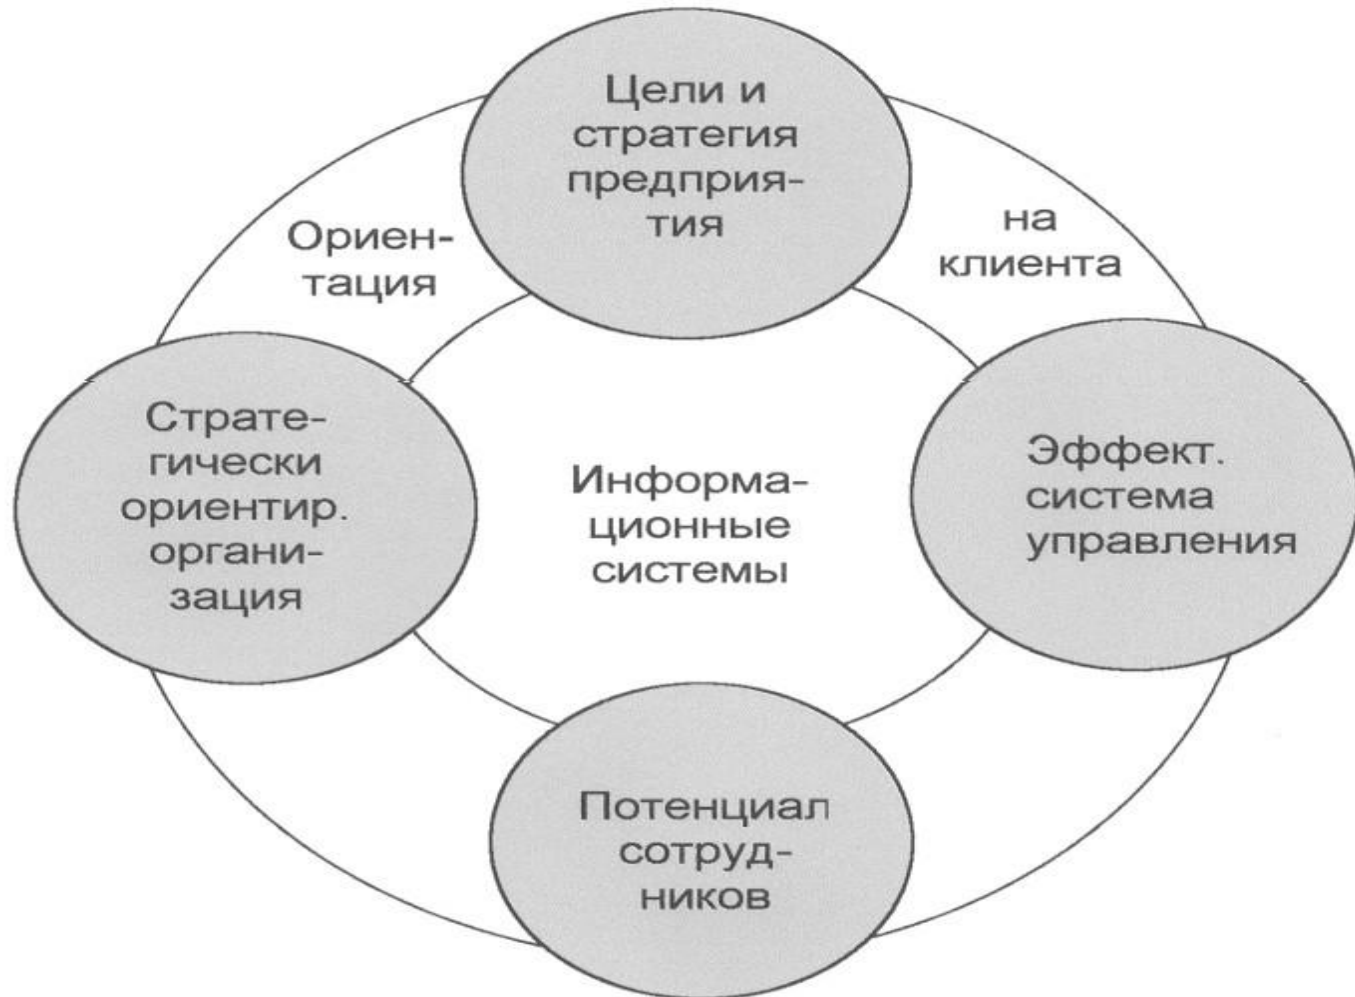 Цели и
стратегия
предприя-
тия
Ориен-
тация
на
клиента
Страте-
гически
ориентир.
органи-
зация
Информа-
ционные
системы
Эффект.
система
управления
Потенциал
сотруд-
ников